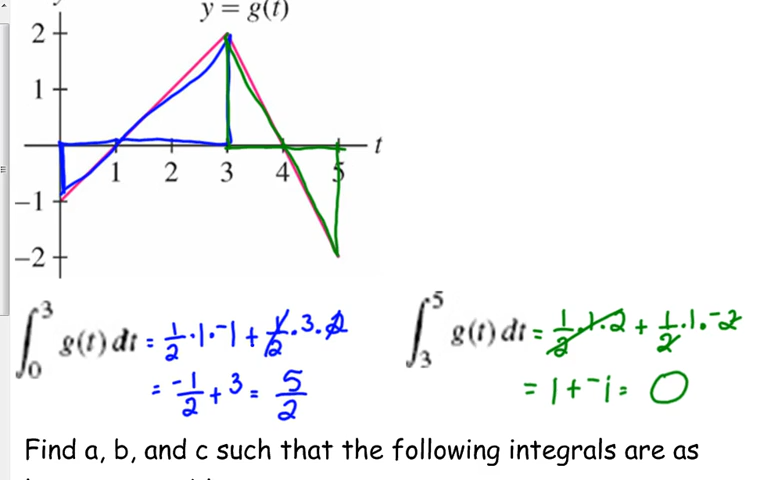 y = g(t)
2
1
t
1 2 3 4 5
-1
-2
∫₀³ g(t) dt = 1/2 · 1 · -1 + 1/2 · 3 · 2
= -1/2 + 3 = 5/2
∫₃⁵ g(t) dt = 1/2 · 1 · 2 + 1/2 · 1 · -2
= 1 + -1 = 0
Find a, b, and c such that the following integrals are as